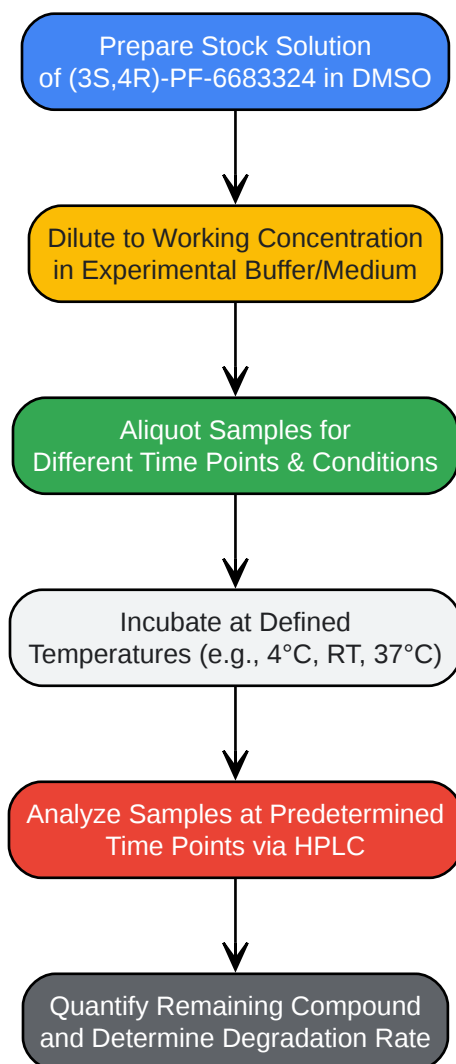 Prepare Stock Solution
of (3S,4R)-PF-6683324 in DMSO
Dilute to Working Concentration
in Experimental Buffer/Medium
Aliquot Samples for
Different Time Points & Conditions
Incubate at Defined
Temperatures (e.g., 4°C, RT, 37°C)
Analyze Samples at Predetermined
Time Points via HPLC
Quantify Remaining Compound
and Determine Degradation Rate